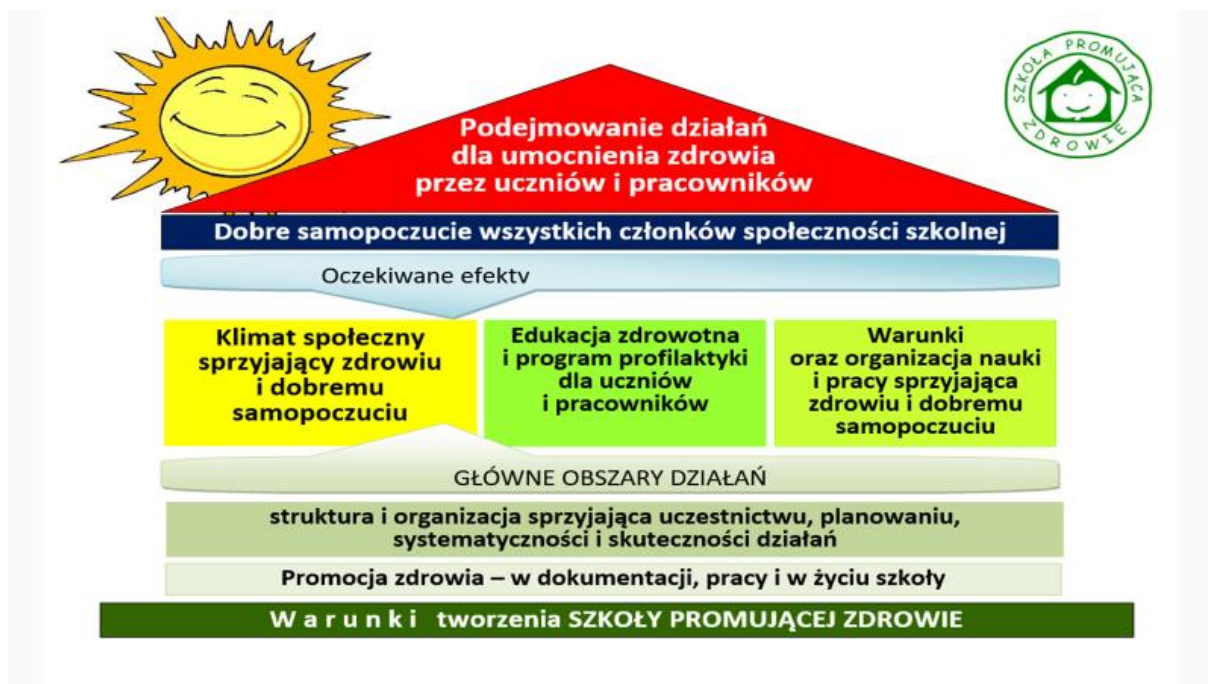 SZKOŁA PROMUJĄCA
ZDROWIE
Podejmowanie działań
dla umocnienia zdrowia
przez uczniów i pracowników
Dobre samopoczucie wszystkich członków społeczności szkolnej
Oczekiwane efekty
Klimat społeczny
sprzyjający zdrowiu
i dobremu
samopoczuciu
Edukacja zdrowotna
i program profilaktyki
dla uczniów
i pracowników
Warunki
oraz organizacja nauki
i pracy sprzyjająca
zdrowiu i dobremu
samopoczuciu
GŁÓWNE OBSZARY DZIAŁAŃ
struktura i organizacja sprzyjająca uczestnictwu, planowaniu,
systematyczności i skuteczności działań
Promocja zdrowia – w dokumentacji, pracy i w życiu szkoły
Warunki tworzenia SZKOŁY PROMUJĄCEJ ZDROWIE